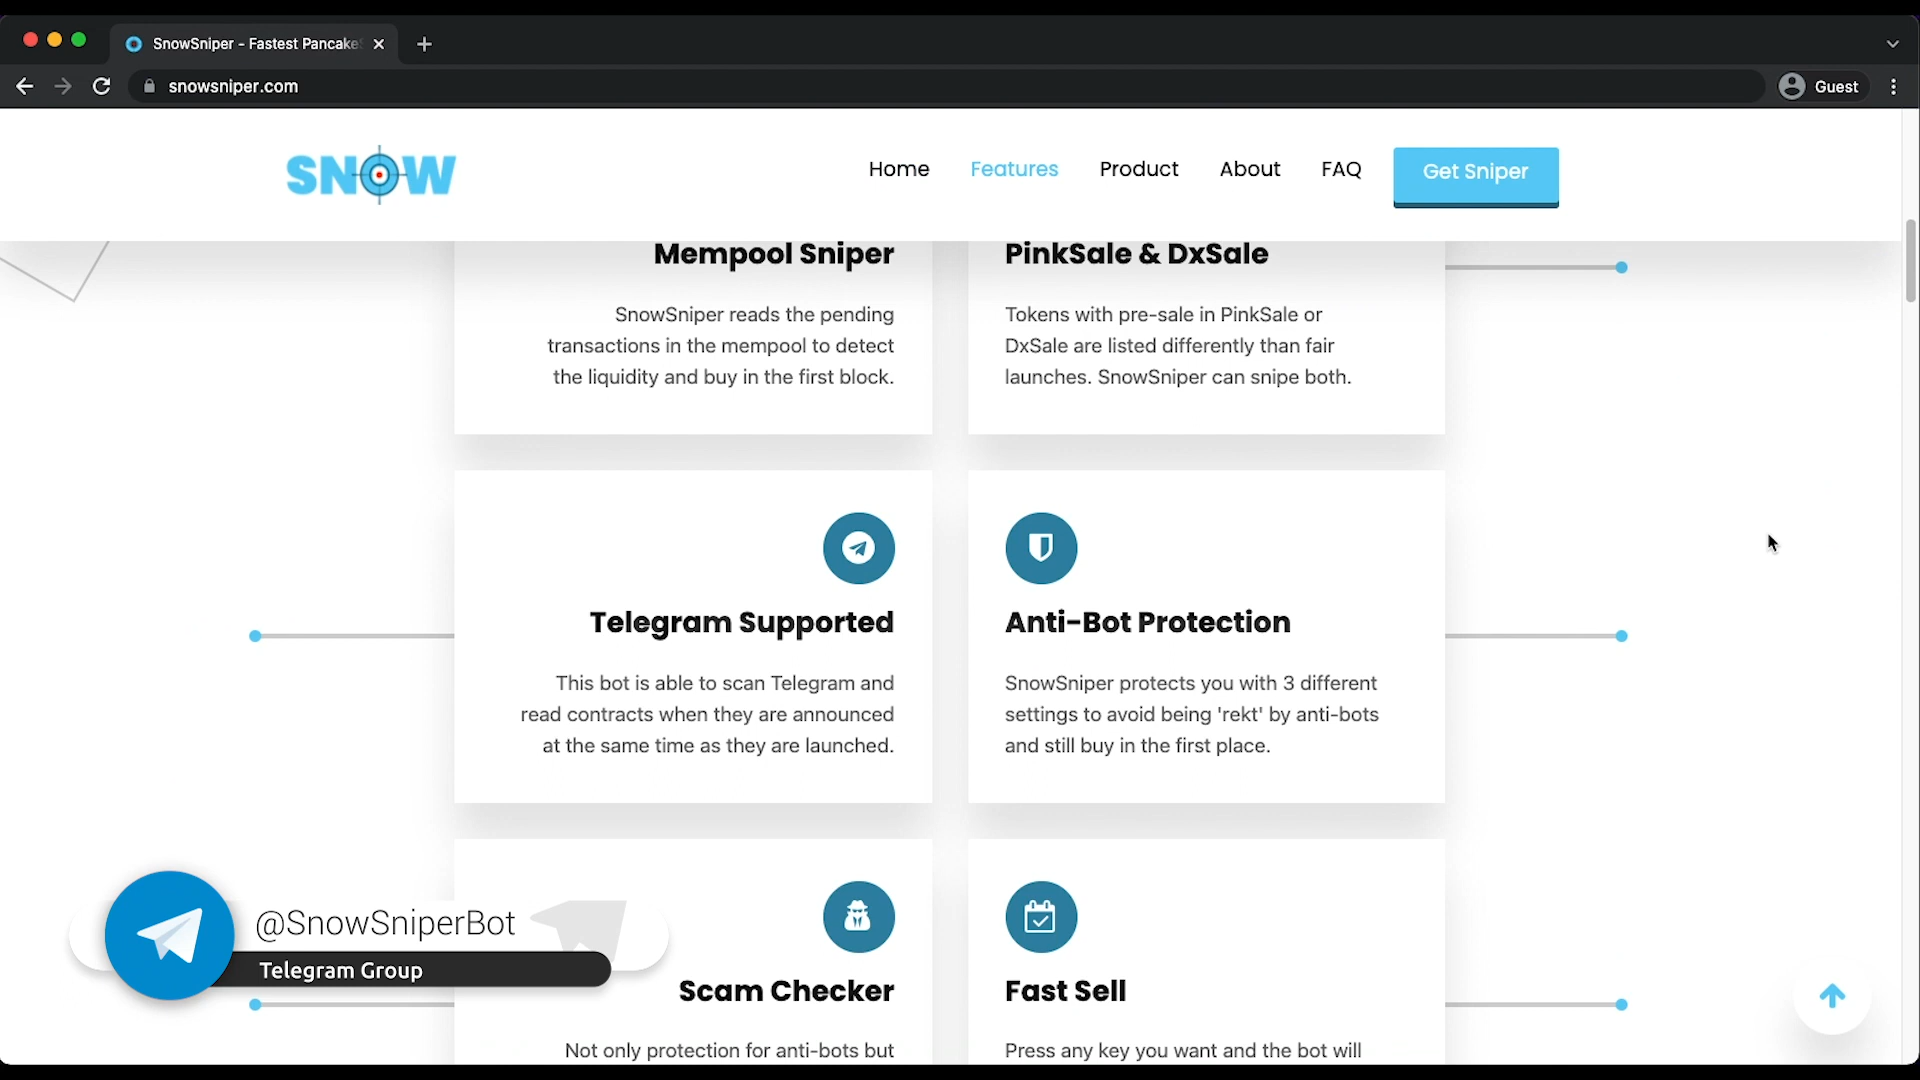 SnowSniper - Fastest Pancake
snowsniper.com
Guest
SNOW
Home
Features
Product
About
FAQ
Get Sniper
Mempool Sniper
SnowSniper reads the pending
transactions in the mempool to detect
the liquidity and buy in the first block.
PinkSale & DxSale
Tokens with pre-sale in PinkSale or
DxSale are listed differently than fair
launches. SnowSniper can snipe both.
Telegram Supported
This bot is able to scan Telegram and
read contracts when they are announced
at the same time as they are launched.
Anti-Bot Protection
SnowSniper protects you with 3 different
settings to avoid being 'rekt' by anti-bots
and still buy in the first place.
Scam Checker
Not only protection for anti-bots but
Fast Sell
Press any key you want and the bot will
@SnowSniperBot
Telegram Group